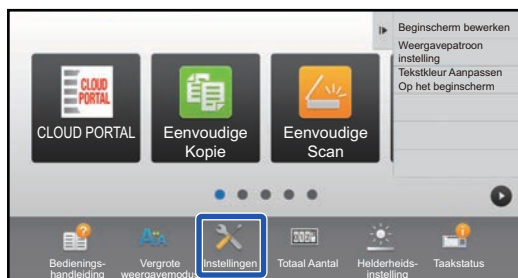 Beginscherm bewerken
Weergavepatroon
instelling
Tekstkleur Aanpassen
Op het beginscherm
CLOUD
PORTAL
CLOUD PORTAL
Eenvoudige
Kopie
Eenvoudige
Scan
Bedienings-
handleiding
Vergrote
weergavemodus
Instellingen
Totaal Aantal
Helderheids-
instelling
Taakstatus